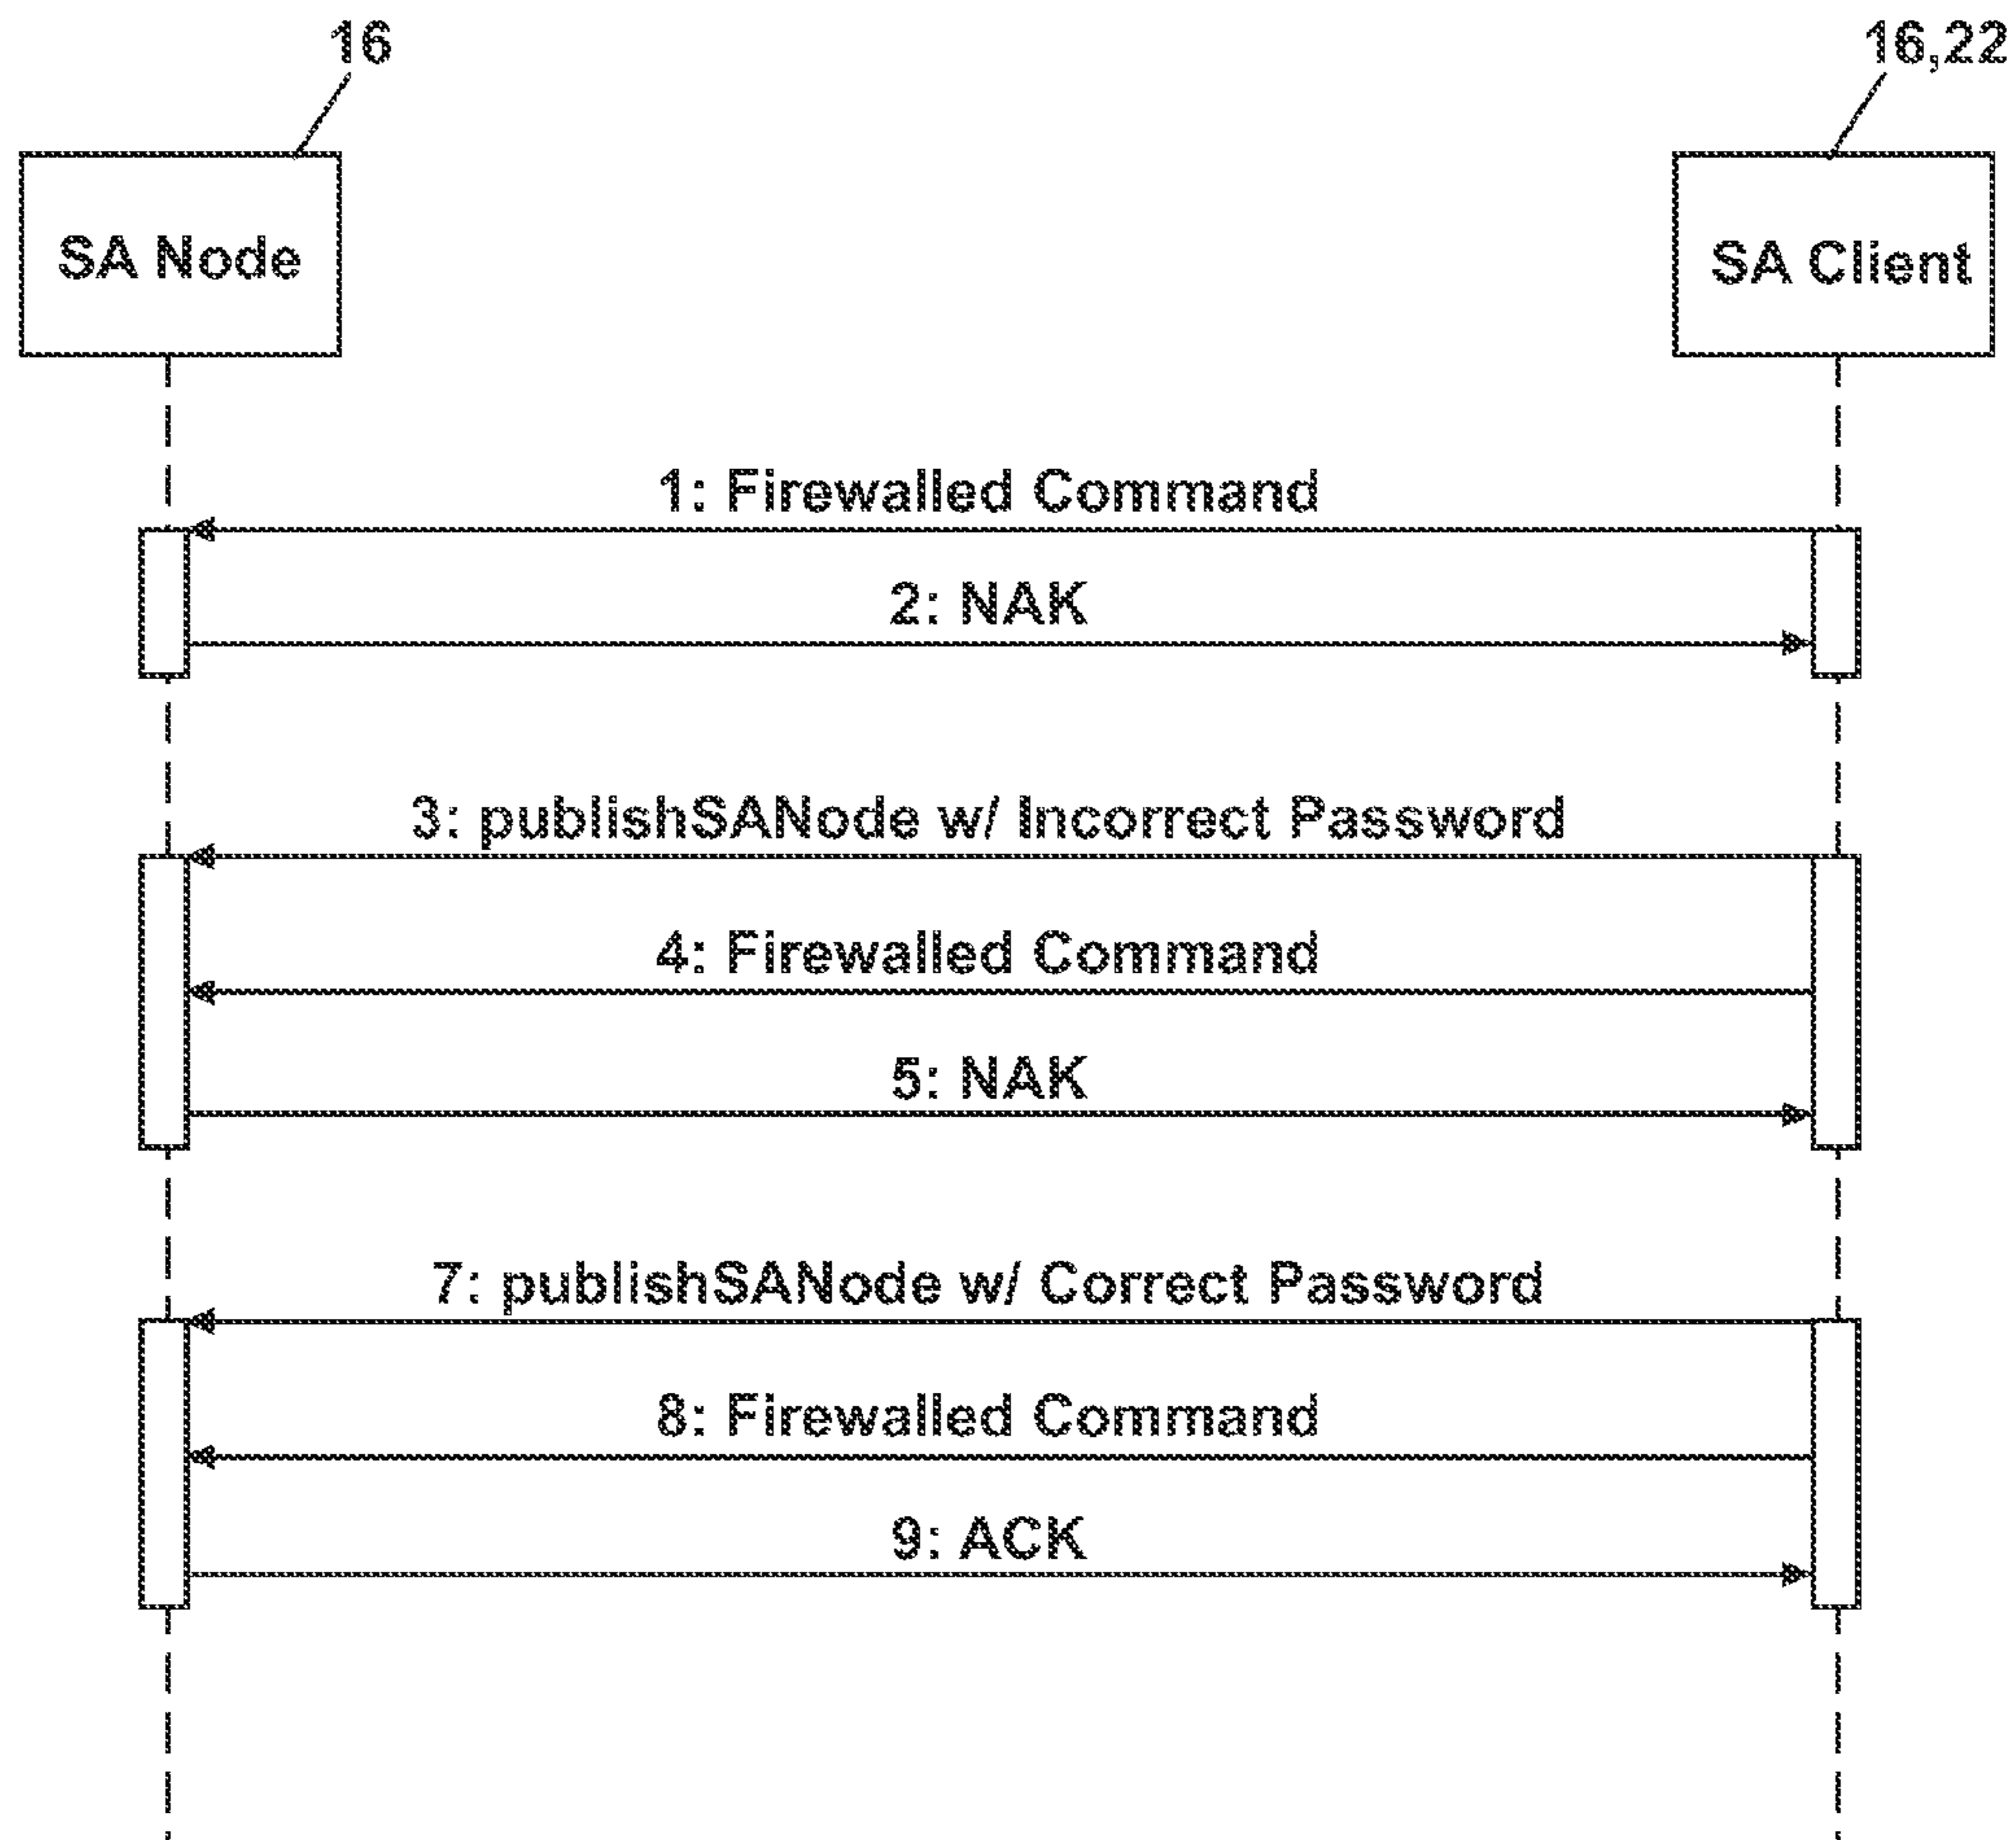 16
16,22
SA Node
SA Client
1: Firewalled Command
2: NAK
3: publishSANode w/ Incorrect Password
4: Firewalled Command
5: NAK
7: publishSANode w/ Correct Password
8: Firewalled Command
9: ACK